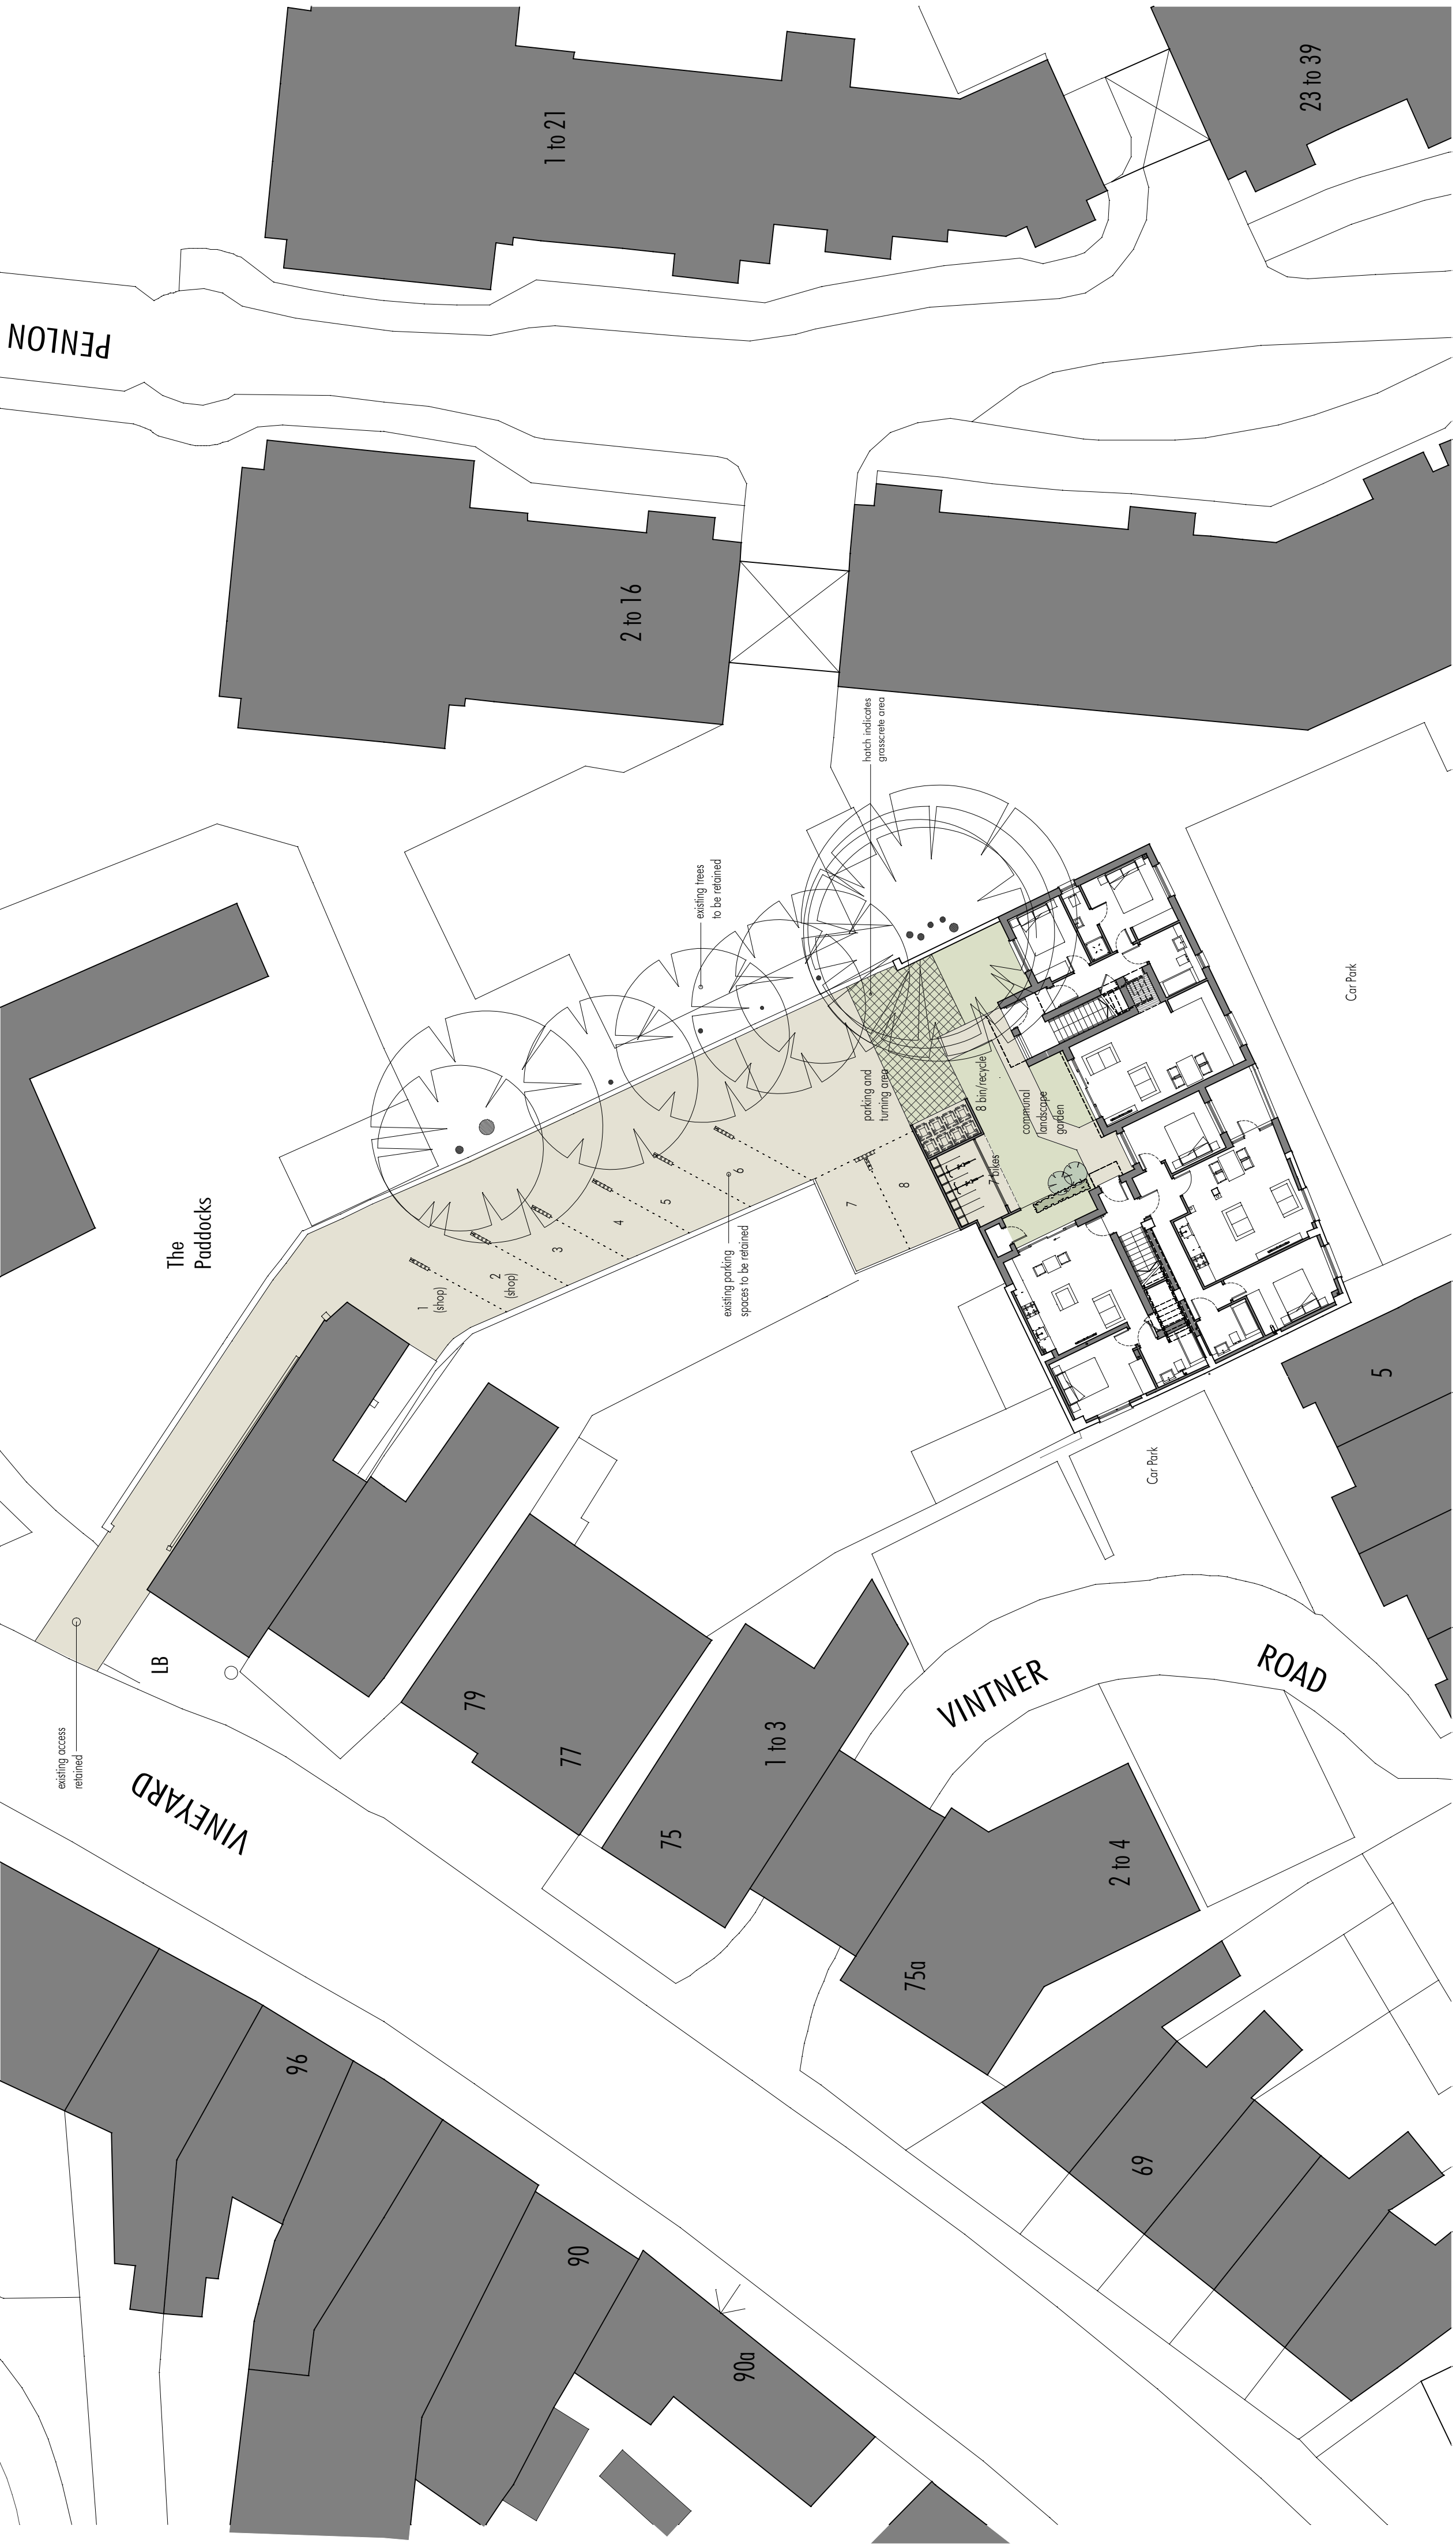 PENLON
1 to 21
23 to 39
2 to 16
hatch indicates
grasscrete area
existing trees
to be retained
The
Paddocks
1
(shop)
2
(shop)
3
4
5
6
7
8
existing parking
spaces to be retained
parking and
turning area
8 bin/recycle
7 bikes
communal
landscape
garden
Car Park
Car Park
5
existing access
retained
LB
VINEYARD
79
77
75
1 to 3
VINTNER
ROAD
2 to 4
75a
69
96
90
90a